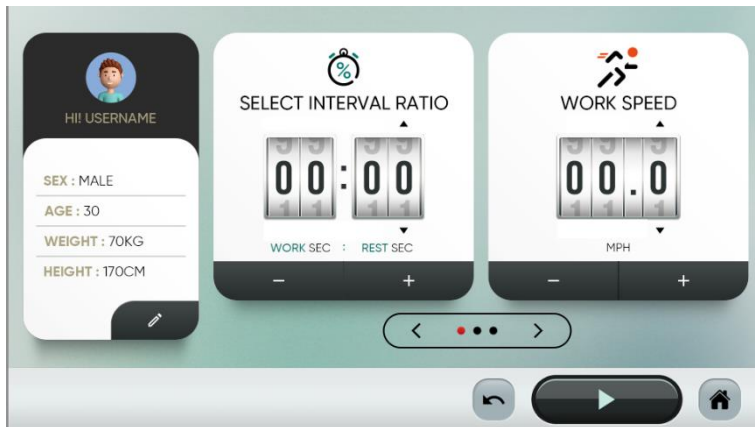 HI! USERNAME
SEX : MALE
AGE : 30
WEIGHT : 70KG
HEIGHT : 170CM
%
SELECT INTERVAL RATIO
00:00
WORK SEC : REST SEC
- +
WORK SPEED
00.0
MPH
- +